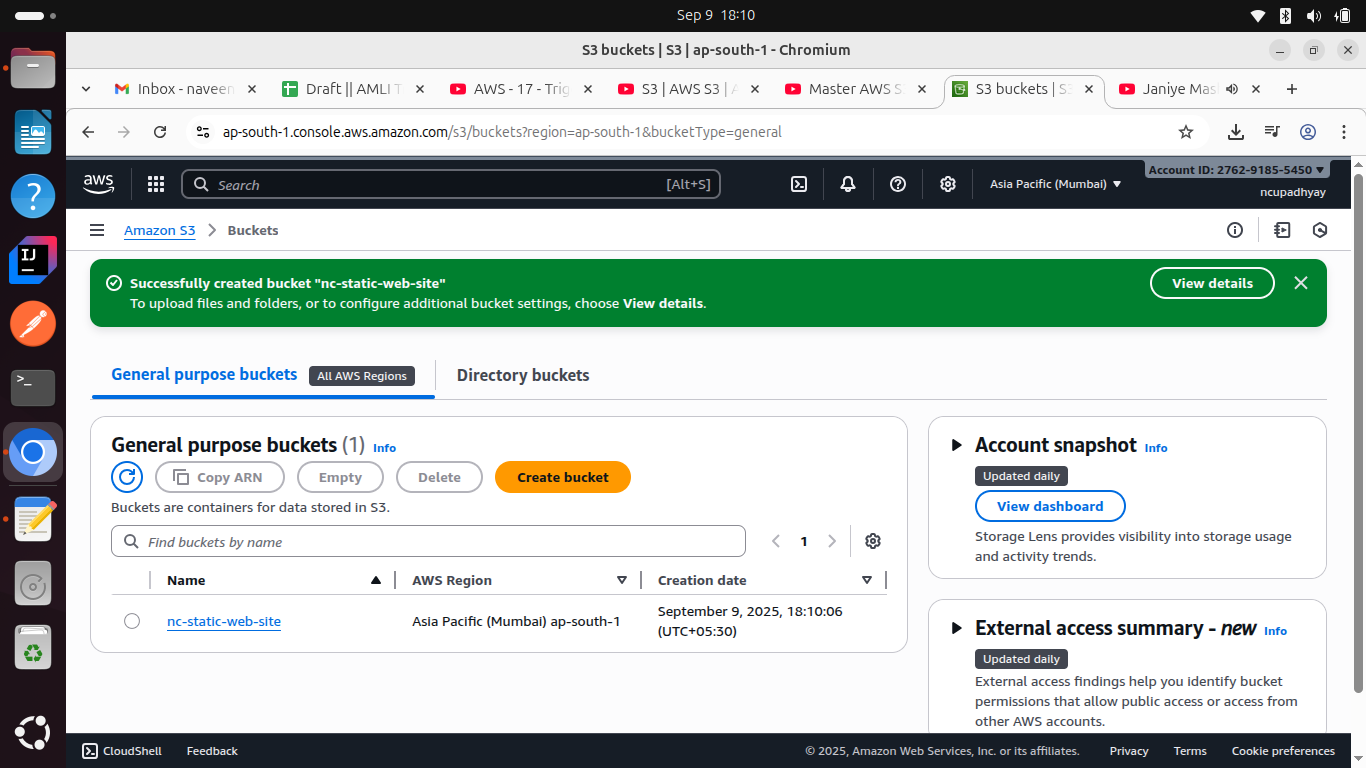 Sep 9 18:10
S3 buckets | S3 | ap-south-1 - Chromium
Inbox - naveen
Draft || AMLI T
AWS - 17 - Trig
S3 | AWS S3 | A
Master AWS S
S3 buckets | S3
Janiye Mas
ap-south-1.console.aws.amazon.com/s3/buckets?region=ap-south-1&bucketType=general
aws
Search
[Alt+S]
Asia Pacific (Mumbai)
Account ID: 2762-9185-5450
ncupadhyay
Amazon S3
Buckets
Successfully created bucket "nc-static-web-site"
To upload files and folders, or to configure additional bucket settings, choose View details.
View details
General purpose buckets
All AWS Regions
Directory buckets
General purpose buckets (1) Info
Copy ARN
Empty
Delete
Create bucket
Buckets are containers for data stored in S3.
Find buckets by name
1
Name
AWS Region
Creation date
nc-static-web-site
Asia Pacific (Mumbai) ap-south-1
September 9, 2025, 18:10:06
(UTC+05:30)
Account snapshot Info
Updated daily
View dashboard
Storage Lens provides visibility into storage usage
and activity trends.
External access summary - new Info
Updated daily
External access findings help you identify bucket
permissions that allow public access or access from
other AWS accounts.
CloudShell
Feedback
© 2025, Amazon Web Services, Inc. or its affiliates.
Privacy
Terms
Cookie preferences